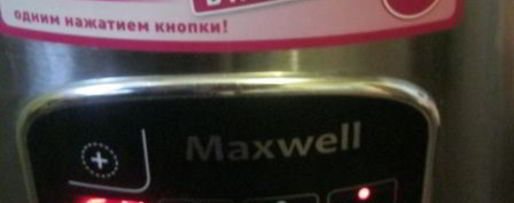 одним нажатием кнопки!
Maxwell